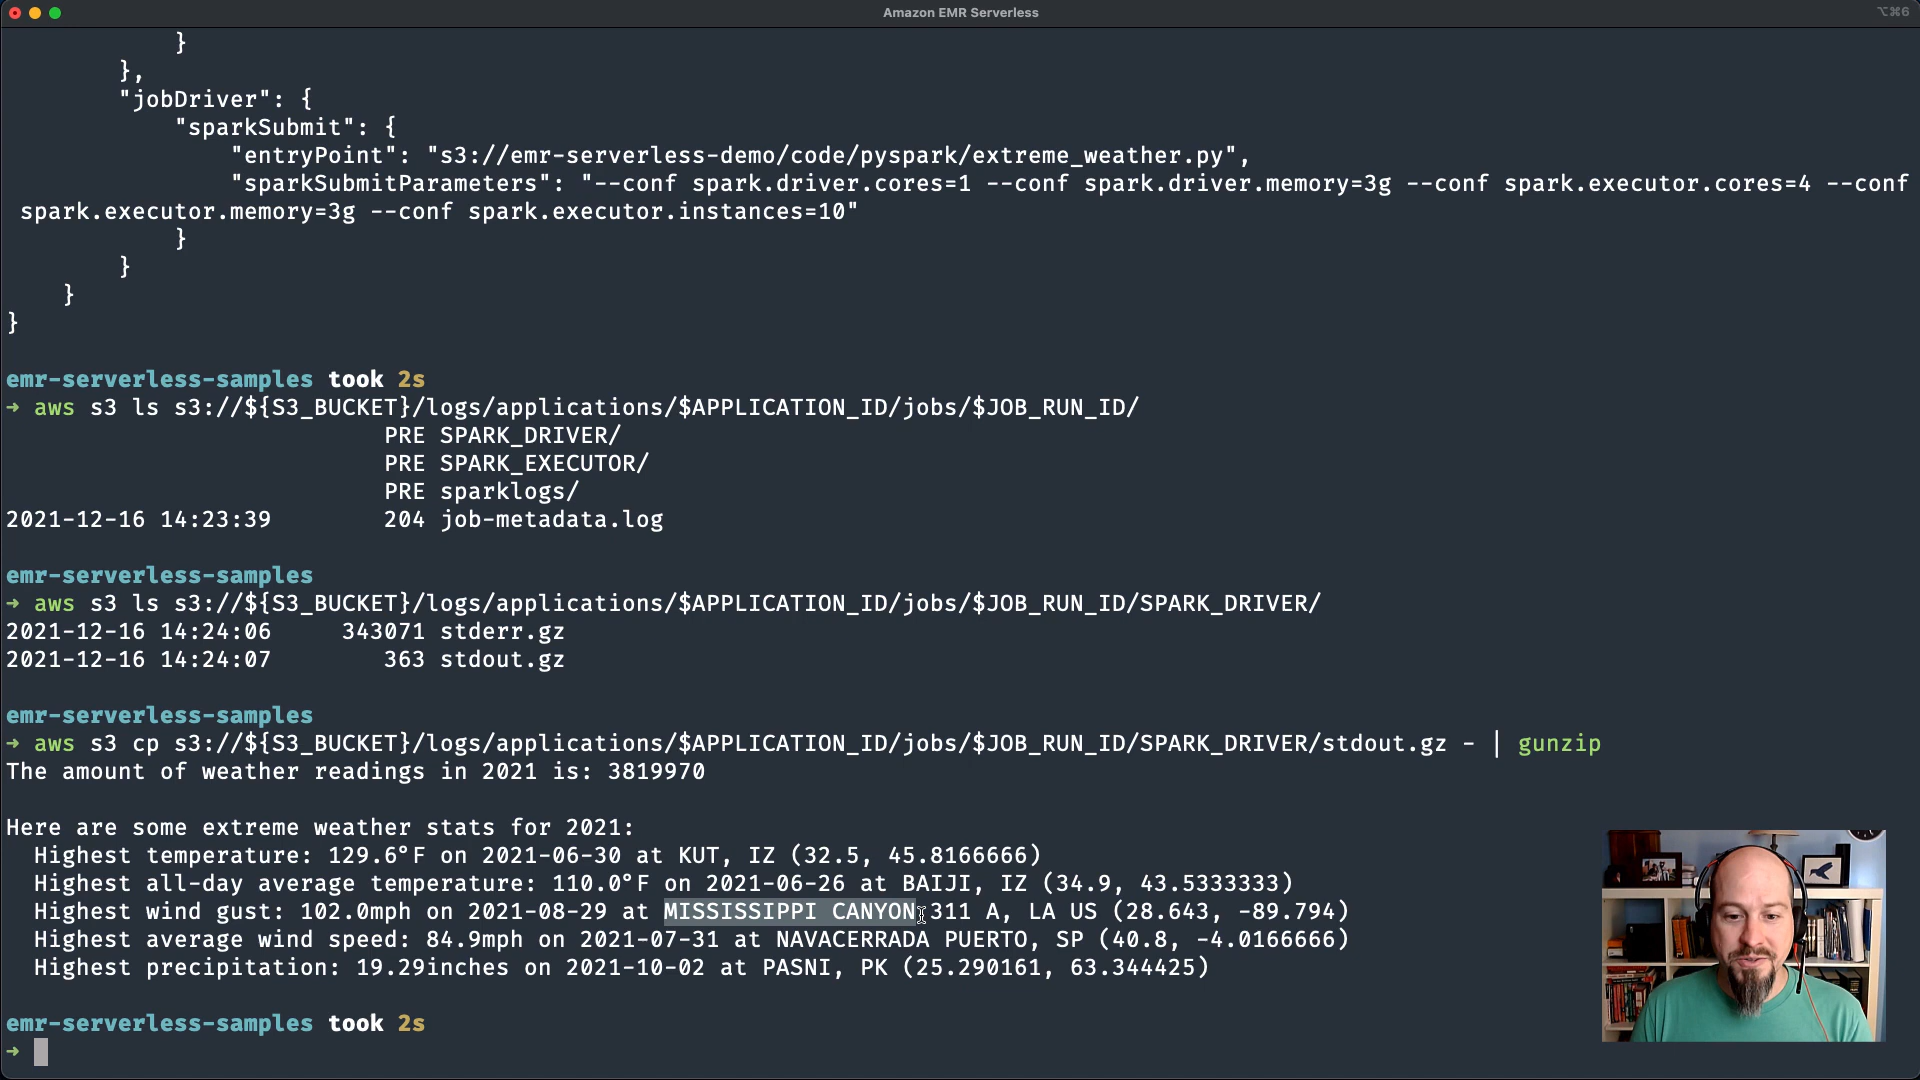 Amazon EMR Serverless
⌥⌘6
}
},
"jobDriver": {
"sparkSubmit": {
"entryPoint": "s3://emr-serverless-demo/code/pyspark/extreme_weather.py",
"sparkSubmitParameters": "--conf spark.driver.cores=1 --conf spark.driver.memory=3g --conf spark.executor.cores=4 --conf
spark.executor.memory=3g --conf spark.executor.instances=10"
}
}
}
}
emr-serverless-samples took 2s
→ aws s3 ls s3://${S3_BUCKET}/logs/applications/$APPLICATION_ID/jobs/$JOB_RUN_ID/
PRE SPARK_DRIVER/
PRE SPARK_EXECUTOR/
PRE sparklogs/
2021-12-16 14:23:39 204 job-metadata.log
emr-serverless-samples
→ aws s3 ls s3://${S3_BUCKET}/logs/applications/$APPLICATION_ID/jobs/$JOB_RUN_ID/SPARK_DRIVER/
2021-12-16 14:24:06 343071 stderr.gz
2021-12-16 14:24:07 363 stdout.gz
emr-serverless-samples
→ aws s3 cp s3://${S3_BUCKET}/logs/applications/$APPLICATION_ID/jobs/$JOB_RUN_ID/SPARK_DRIVER/stdout.gz - | gunzip
The amount of weather readings in 2021 is: 3819970
Here are some extreme weather stats for 2021:
Highest temperature: 129.6°F on 2021-06-30 at KUT, IZ (32.5, 45.8166666)
Highest all-day average temperature: 110.0°F on 2021-06-26 at BAIJI, IZ (34.9, 43.5333333)
Highest wind gust: 102.0mph on 2021-08-29 at MISSISSIPPI CANYON 311 A, LA US (28.643, -89.794)
Highest average wind speed: 84.9mph on 2021-07-31 at NAVACERRADA PUERTO, SP (40.8, -4.0166666)
Highest precipitation: 19.29inches on 2021-10-02 at PASNI, PK (25.290161, 63.344425)
emr-serverless-samples took 2s
→